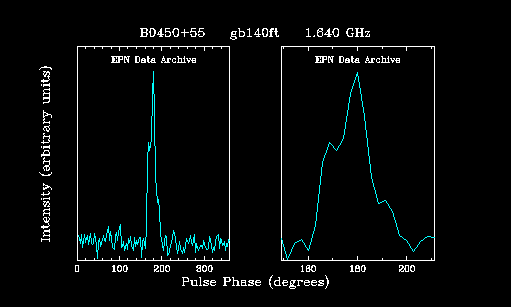 B0450+55 gb140ft 1.640 GHz
EPN Data Archive EPN Data Archive
Intensity (arbitrary units)
0 100 200 300 180 190 200
Pulse Phase (degrees)